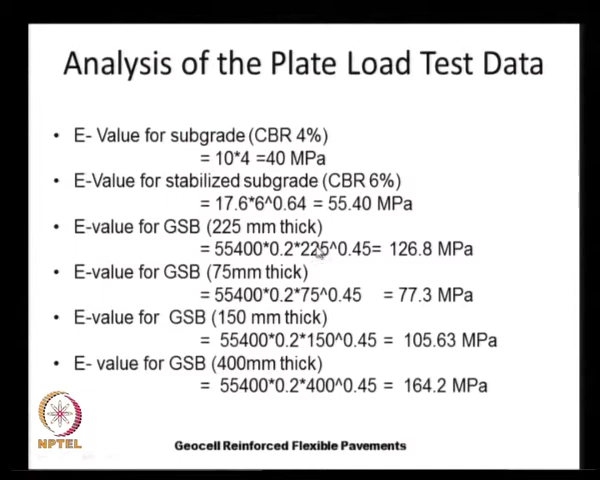 Analysis of the Plate Load Test Data
• E- Value for subgrade (CBR 4%)
= 10*4 =40 MPa
• E-Value for stabilized subgrade (CBR 6%)
= 17.6*6^0.64 = 55.40 MPa
• E-value for GSB (225 mm thick)
= 55400*0.2*225^0.45= 126.8 MPa
• E-value for GSB (75mm thick)
= 55400*0.2*75^0.45 = 77.3 MPa
• E-value for GSB (150 mm thick)
= 55400*0.2*150^0.45 = 105.63 MPa
• E- value for GSB (400mm thick)
= 55400*0.2*400^0.45 = 164.2 MPa
NPTEL
Geocell Reinforced Flexible Pavements